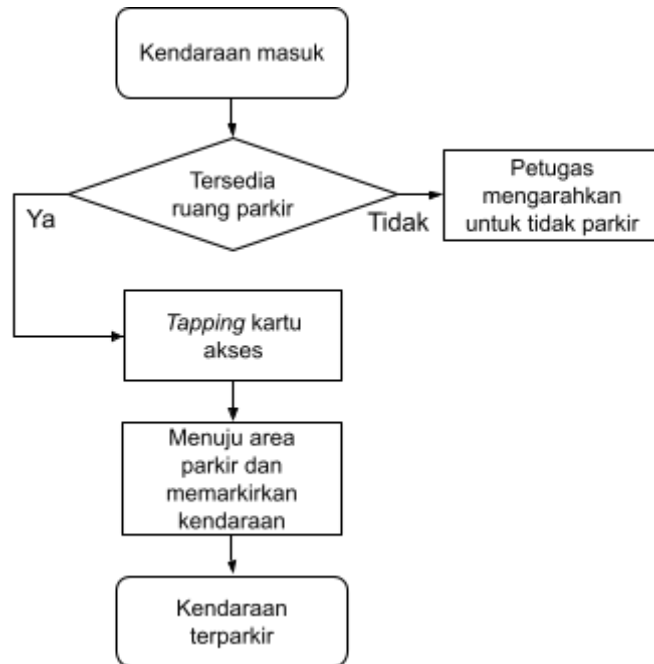 Kendaraan masuk
Tersedia
ruang parkir
Ya
Tidak
Petugas
mengarahkan
untuk tidak parkir
Tapping kartu
akses
Menuju area
parkir dan
memarkirkan
kendaraan
Kendaraan
terparkir